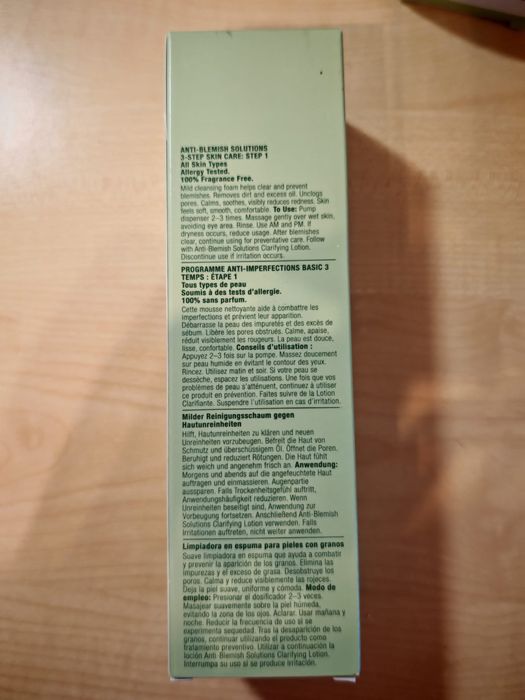 ANTI-BLEMISH SOLUTIONS
3-STEP SKIN CARE: STEP 1
All Skin Types
Allergy Tested.
100% Fragrance Free.
Mild cleansing foam helps clear and prevent
blemishes. Removes dirt and excess oil. Unclogs
pores. Calms, soothes, visibly reduces redness. Skin
feels soft, smooth, comfortable. To Use: Pump
dispenser 2-3 times. Massage gently over wet skin,
avoiding eye area. Rinse. Use AM and PM. If
dryness occurs, reduce usage. After blemishes
clear, continue using for preventative care. Follow
with Anti-Blemish Solutions Clarifying Lotion.
Discontinue use if irritation occurs.
PROGRAMME ANTI-IMPERFECTIONS BASIC 3
TEMPS : ÉTAPE 1
Tous types de peau
Soumis à des tests d'allergie.
100% sans parfum.
Cette mousse nettoyante aide à combattre les
imperfections et prévient leur apparition.
Débarrasse la peau des impuretés et des excès de
sébum. Libère les pores obstrués. Calme, apaise,
réduit visiblement les rougeurs. La peau est douce,
lisse, confortable. Conseils d'utilisation :
Appuyez 2-3 fois sur la pompe. Massez doucement
sur peau humide en évitant le contour des yeux.
Rincez. Utilisez matin et soir. Si votre peau se
dessèche, espacez les utilisations. Une fois que vos
problèmes de peau s'atténuent, continuez à utiliser
ce produit en prévention. Faites suivre de la Lotion
Clarifiante. Suspendre l'utilisation en cas d'irritation.
Milder Reinigungsschaum gegen
Hautunreinheiten
Hilft, Hautunreinheiten zu klären und neuen
Unreinheiten vorzubeugen. Befreit die Haut von
Schmutz und überschüssigem Öl. Öffnet die Poren.
Beruhigt und reduziert Rötungen. Die Haut fühlt
sich weich und angenehm frisch an. Anwendung:
Morgens und abends auf die angefeuchtete Haut
auftragen und einmassieren. Augenpartie
aussparen. Falls Trockenheitsgefühl auftritt,
Anwendungshäufigkeit reduzieren. Wenn
Unreinheiten beseitigt sind, Anwendung zur
Vorbeugung fortsetzen. Anschließend Anti-Blemish
Solutions Clarifying Lotion verwenden. Falls
Irritationen auftreten, nicht weiter anwenden.
Limpiadora en espuma para pieles con granos
Suave limpiadora en espuma que ayuda a combatir
y prevenir la aparición de los granos. Elimina las
impurezas y el exceso de grasa. Desobstruye los
poros. Calma y reduce visiblemente las rojeces.
Deja la piel suave, uniforme y cómoda. Modo de
empleo: Presionar el dosificador 2-3 veces.
Masajear suavemente sobre la piel húmeda,
evitando la zona de los ojos. Aclarar. Usar mañana y
noche. Reducir la frecuencia de uso si se
experimenta sequedad. Tras la desaparición de los
granos, continuar utilizando el producto como
tratamiento preventivo. Utilizar a continuación la
loción Anti-Blemish Solutions Clarifying Lotion.
Interrumpa su uso si se produce irritación.